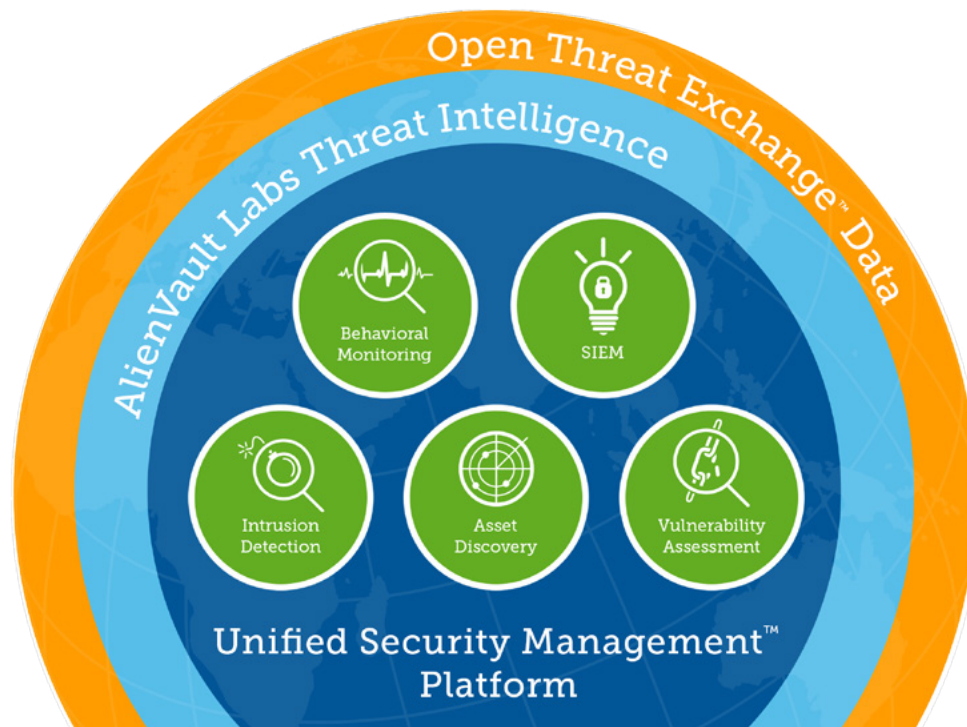 Open Threat Exchange™ Data
AlienVault Labs Threat Intelligence
Behavioral
Monitoring
SIEM
Intrusion
Detection
Asset
Discovery
Vulnerability
Assessment
Unified Security Management™
Platform